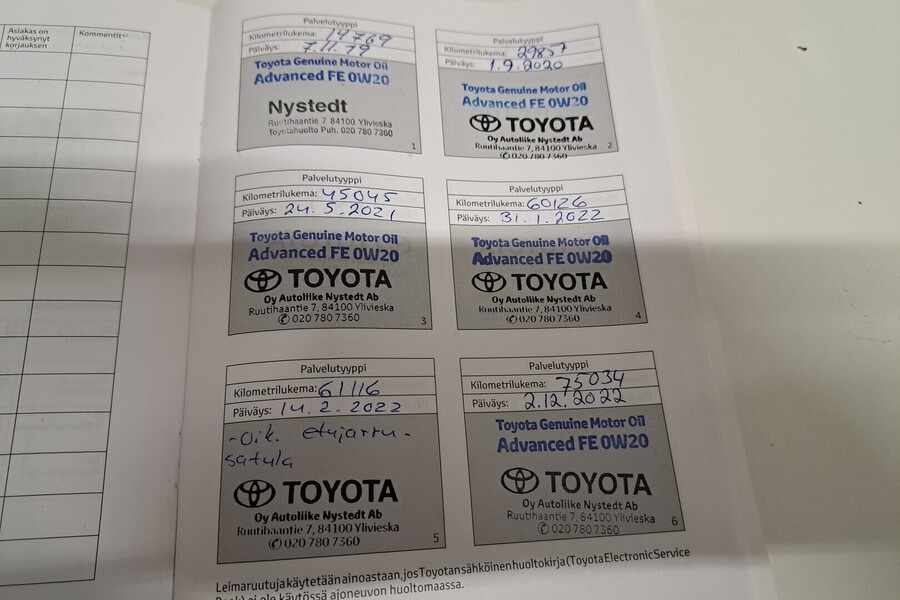 Asiakas on
hyväksynyt
korjauksen
Kommentit
Palvelutyyppi
Kilometrilukema: 14769
Päiväys: 7.11.19
Toyota Genuine Motor Oil
Advanced FE 0W20
Nystedt
Ruutihaantie 7 84100 Ylivieska
Toyotahuolto Puh. 020 780 7360
1
Palvelutyyppi
Kilometrilukema: 29857
Päiväys: 1.9.2020
Toyota Genuine Motor Oil
Advanced FE 0W20
TOYOTA
Oy Autoliike Nystedt Ab
Ruutihaantie 7, 84100 Ylivieska
✆ 020 780 7360
2
Palvelutyyppi
Kilometrilukema: 45045
Päiväys: 24.5.2021
Toyota Genuine Motor Oil
Advanced FE 0W20
TOYOTA
Oy Autoliike Nystedt Ab
Ruutihaantie 7, 84100 Ylivieska
✆ 020 780 7360
3
Palvelutyyppi
Kilometrilukema: 60126
Päiväys: 31.1.2022
Toyota Genuine Motor Oil
Advanced FE 0W20
TOYOTA
Oy Autoliike Nystedt Ab
Ruutihaantie 7, 84100 Ylivieska
✆ 020 780 7360
4
Palvelutyyppi
Kilometrilukema: 61116
Päiväys: 14.2.2022
-Oik. etujarru-
satula
TOYOTA
Oy Autoliike Nystedt Ab
Ruutihaantie 7, 84100 Ylivieska
✆ 020 780 7360
5
Palvelutyyppi
Kilometrilukema: 75034
Päiväys: 2.12.2022
Toyota Genuine Motor Oil
Advanced FE 0W20
TOYOTA
Oy Autoliike Nystedt Ab
Ruutihaantie 7, 84100 Ylivieska
✆ 020 780 7360
6
Leimaruutuja käytetään ainoastaan, jos Toyotan sähköinen huoltokirja (Toyota Electronic Service
Book) ei ole käytössä ajoneuvon huoltomaassa.